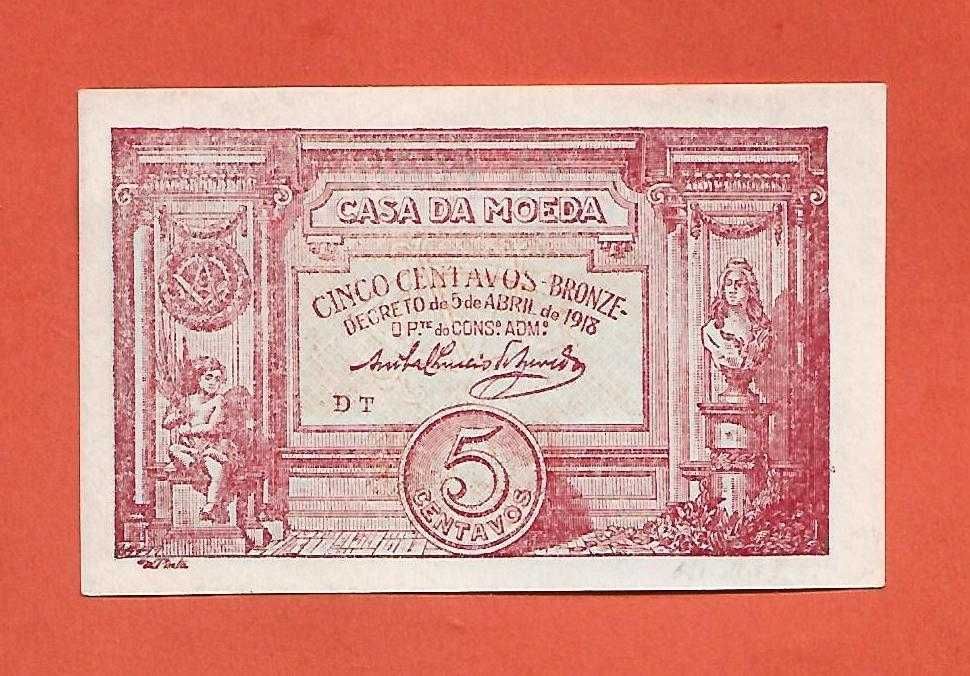 CASA DA MOEDA
CINCO CENTAVOS-BRONZE-
DECRETO de 5 de ABRIL de 1918
O P.TE do CONS.º ADM.º
D T
5
CENTAVOS